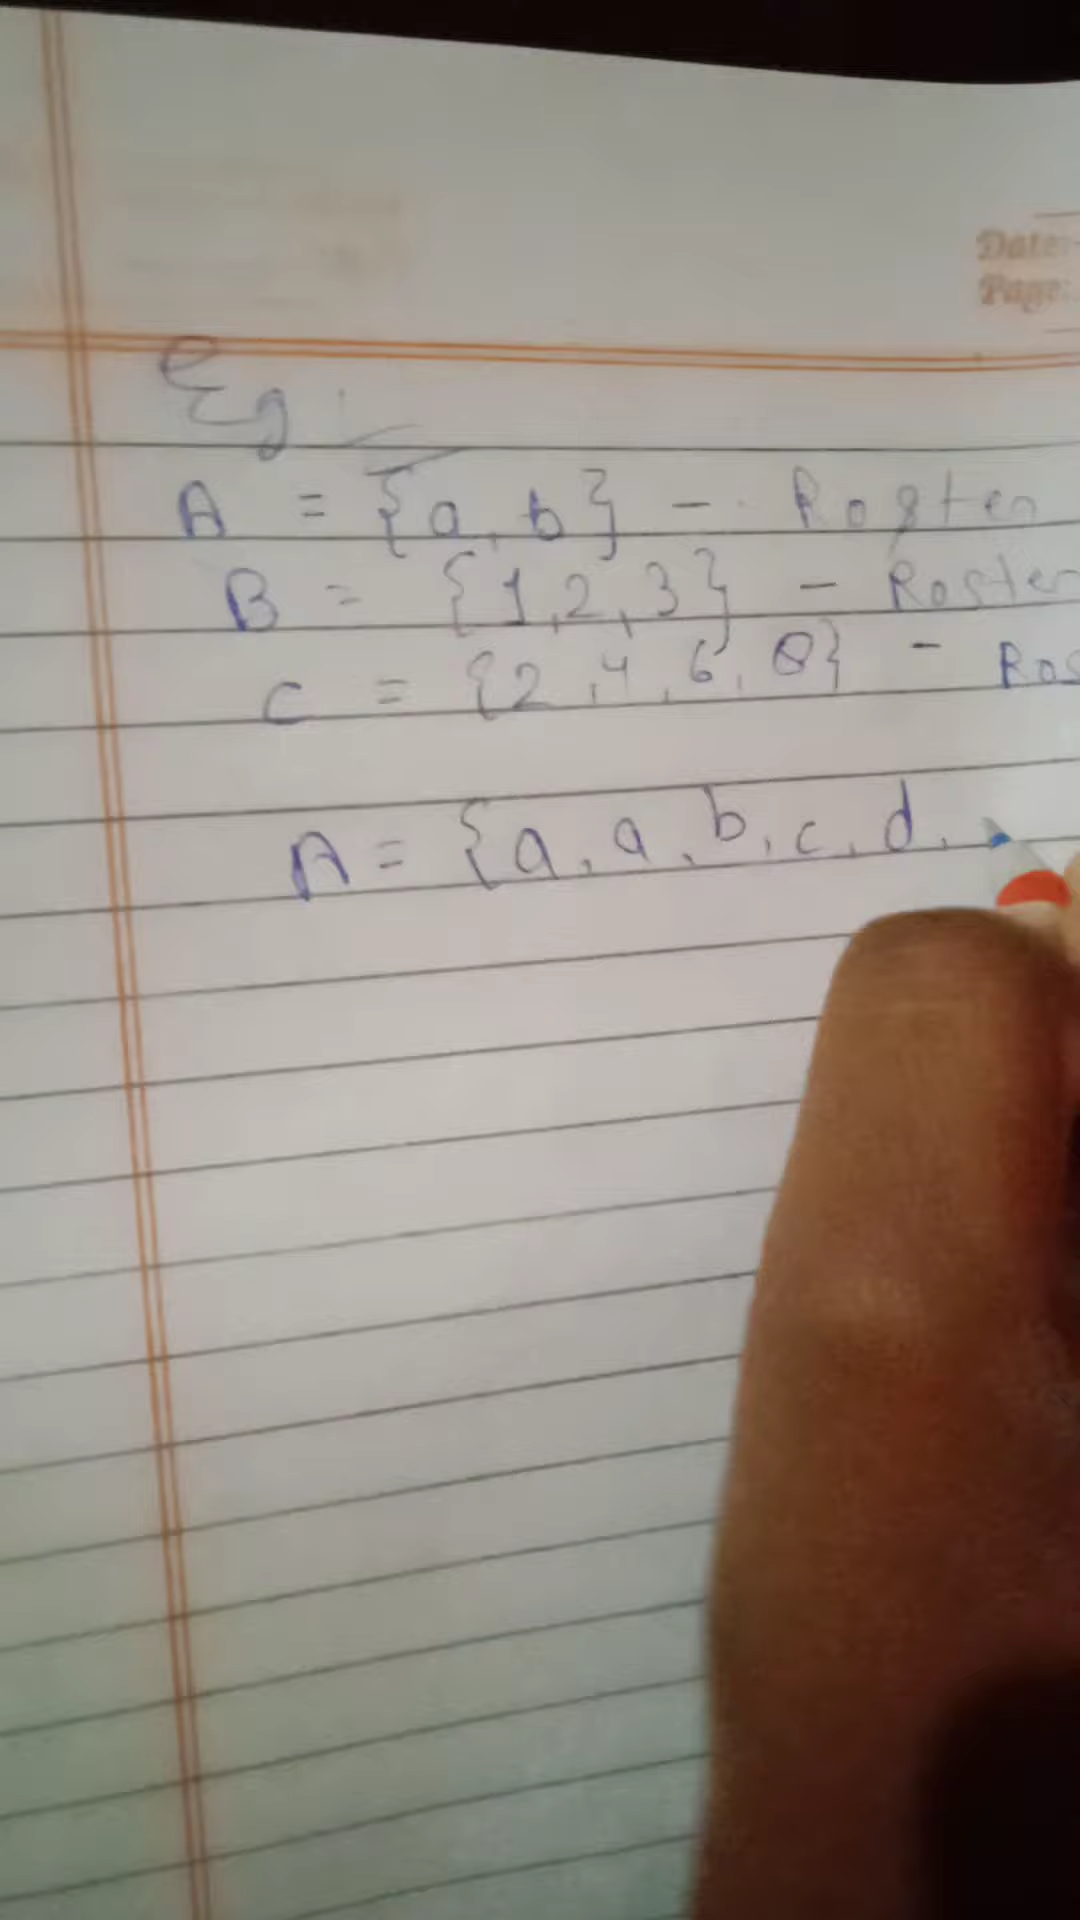 Date:-
Page:
Eg :
A = {a, b} - Roster
B = {1, 2, 3} - Roster
C = {2, 4, 6, 8} - Ros
A = {a, a, b, c, d,